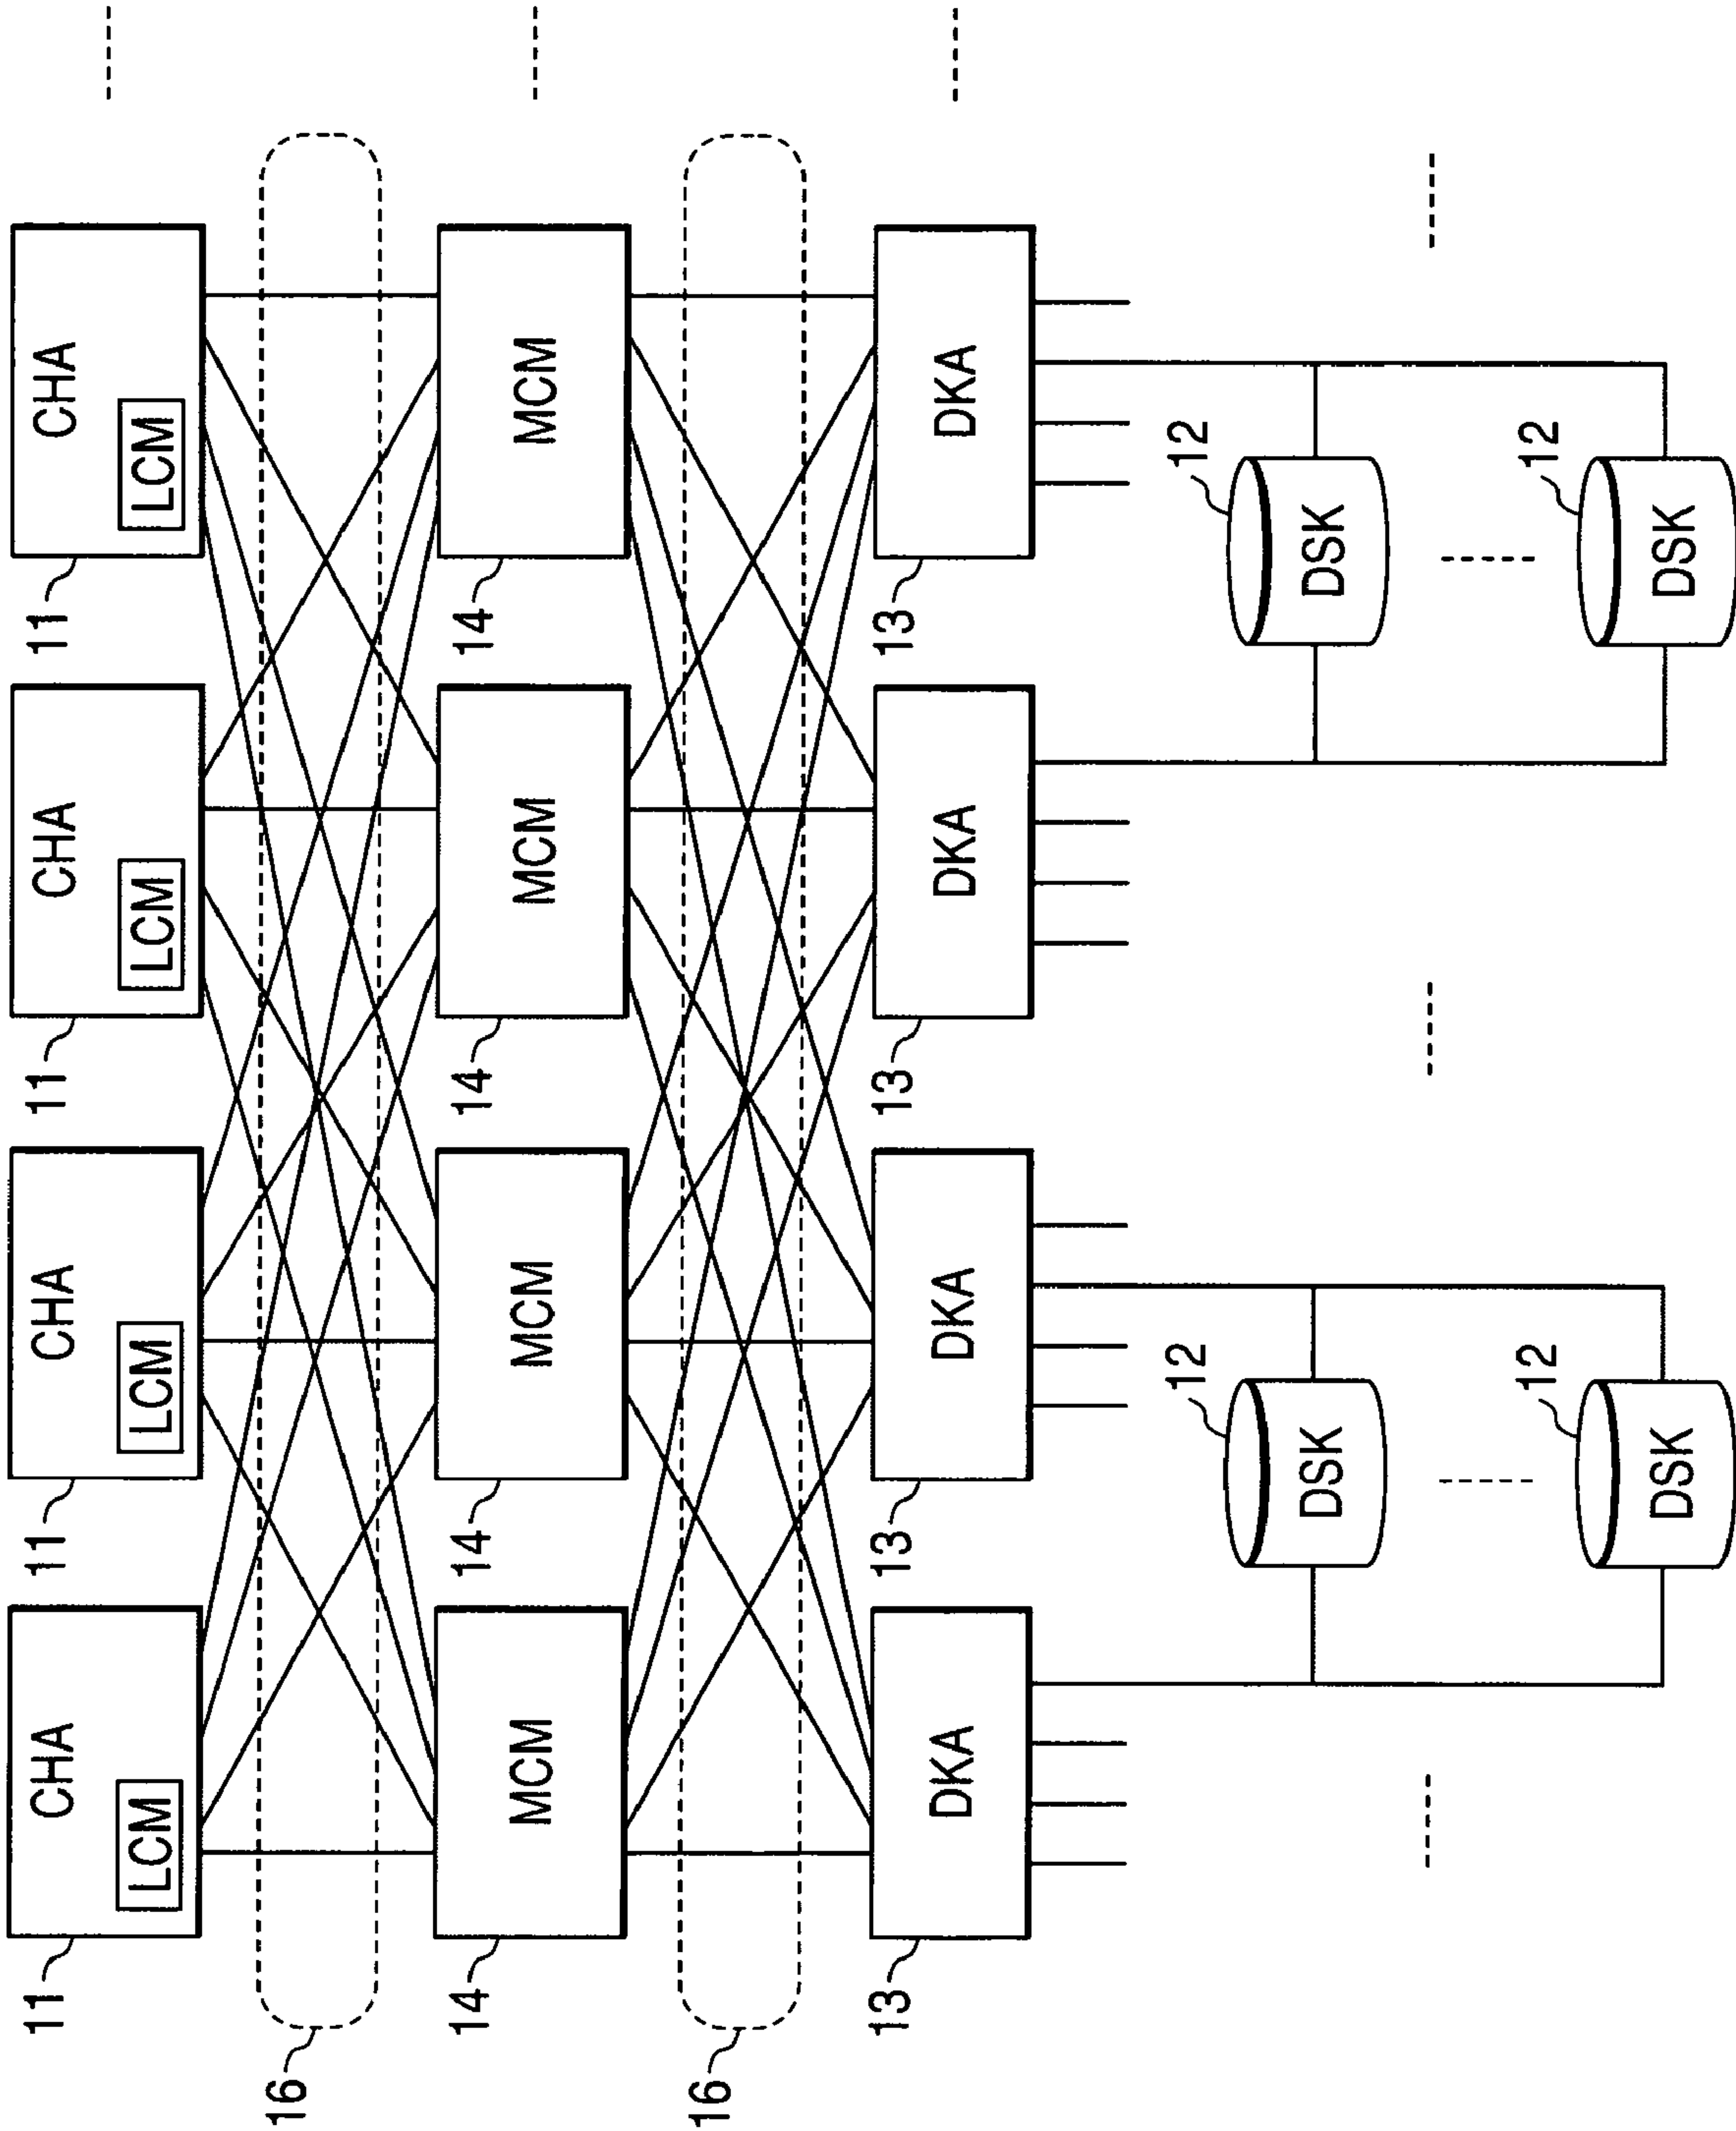 11 CHA 11 CHA 11 CHA 11 CHA
LCM LCM LCM LCM
16
14 MCM 14 MCM 14 MCM 14 MCM
16
13 DKA 13 DKA 13 DKA 13 DKA
12 12
DSK DSK
12 12
DSK DSK